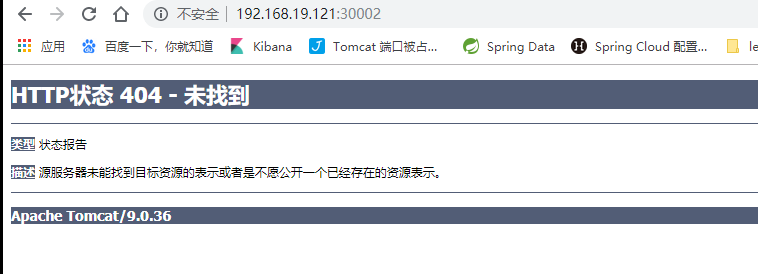 不安全 192.168.19.121:30002
应用 百度一下，你就知道 Kibana Tomcat 端口被占... Spring Data Spring Cloud 配置... le
HTTP状态 404 - 未找到
类型 状态报告
描述 源服务器未能找到目标资源的表示或者是不愿公开一个已经存在的资源表示。
Apache Tomcat/9.0.36